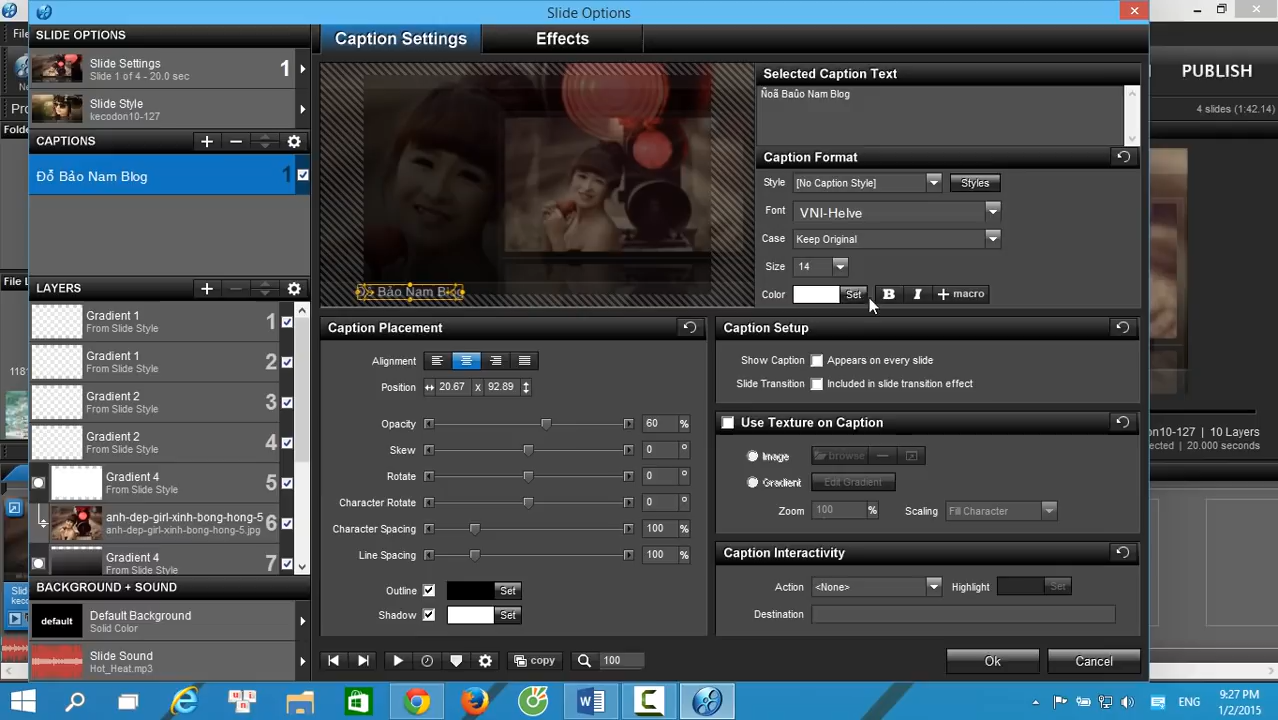 Slide Options
SLIDE OPTIONS
Slide Settings
Slide 1 of 4 - 20.0 sec
1
Slide Style
kecodon10-127
CAPTIONS
Đỗ Bảo Nam Blog
1
LAYERS
Gradient 1
From Slide Style
1
Gradient 1
From Slide Style
2
Gradient 2
From Slide Style
3
Gradient 2
From Slide Style
4
Gradient 4
From Slide Style
5
anh-dep-girl-xinh-bong-hong-5
anh-dep-girl-xinh-bong-hong-5.jpg
6
Gradient 4
From Slide Style
7
BACKGROUND + SOUND
default
Default Background
Solid Color
Slide Sound
Hot_Heat.mp3
Caption Settings
Effects
Bảo Nam
Selected Caption Text
Ñoã Baûo Nam Blog
Caption Format
Style [No Caption Style] Styles
Font VNI-Helve
Case Keep Original
Size 14
Color Set B I + macro
Caption Placement
Alignment
Position 20.67 x 92.89
Opacity 60 %
Skew 0 °
Rotate 0 °
Character Rotate 0 °
Character Spacing 100 %
Line Spacing 100 %
Outline Set
Shadow Set
Caption Setup
Show Caption Appears on every slide
Slide Transition Included in slide transition effect
Use Texture on Caption
Image browse
Gradient Edit Gradient
Zoom 100 % Scaling Fill Character
Caption Interactivity
Action <None> Highlight Set
Destination
copy
100
Ok
Cancel
PUBLISH
4 slides (1:42.14)
10 Layers
20.000 seconds
ENG
9:27 PM
1/2/2015